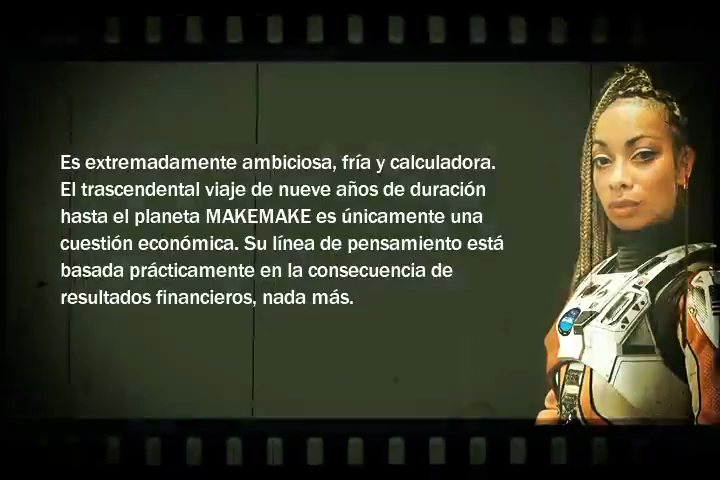 Es extremadamente ambiciosa, fría y calculadora.
El trascendental viaje de nueve años de duración
hasta el planeta MAKEMAKE es únicamente una
cuestión económica. Su línea de pensamiento está
basada prácticamente en la consecuencia de
resultados financieros, nada más.